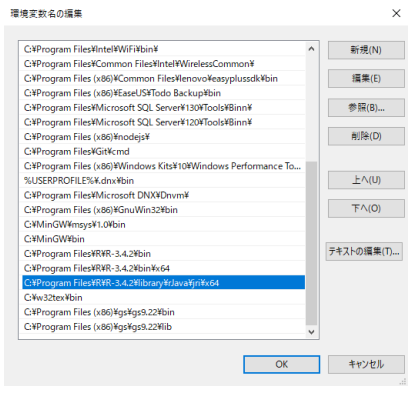 環境変数名の編集
C:¥Program Files¥Intel¥WiFi¥bin¥
C:¥Program Files¥Common Files¥Intel¥WirelessCommon¥
C:¥Program Files (x86)¥Common Files¥lenovo¥easyplussdk¥bin
C:¥Program Files (x86)¥EaseUS¥Todo Backup¥bin
C:¥Program Files¥Microsoft SQL Server¥130¥Tools¥Binn¥
C:¥Program Files¥Microsoft SQL Server¥120¥Tools¥Binn¥
C:¥Program Files (x86)¥nodejs¥
C:¥Program Files¥Git¥cmd
C:¥Program Files (x86)¥Windows Kits¥10¥Windows Performance To...
%USERPROFILE%¥.dnx¥bin
C:¥Program Files¥Microsoft DNX¥Dnvm¥
C:¥Program Files (x86)¥GnuWin32¥bin
C:¥MinGW¥msys¥1.0¥bin
C:¥MinGW¥bin
C:¥Program Files¥R¥R-3.4.2¥bin
C:¥Program Files¥R¥R-3.4.2¥bin¥x64
C:¥Program Files¥R¥R-3.4.2¥library¥rJava¥jri¥x64
C:¥w32tex¥bin
C:¥Program Files (x86)¥gs¥gs9.22¥bin
C:¥Program Files (x86)¥gs¥gs9.22¥lib
新規(N)
編集(E)
参照(B)...
削除(D)
上へ(U)
下へ(O)
テキストの編集(T)...
OK
キャンセル